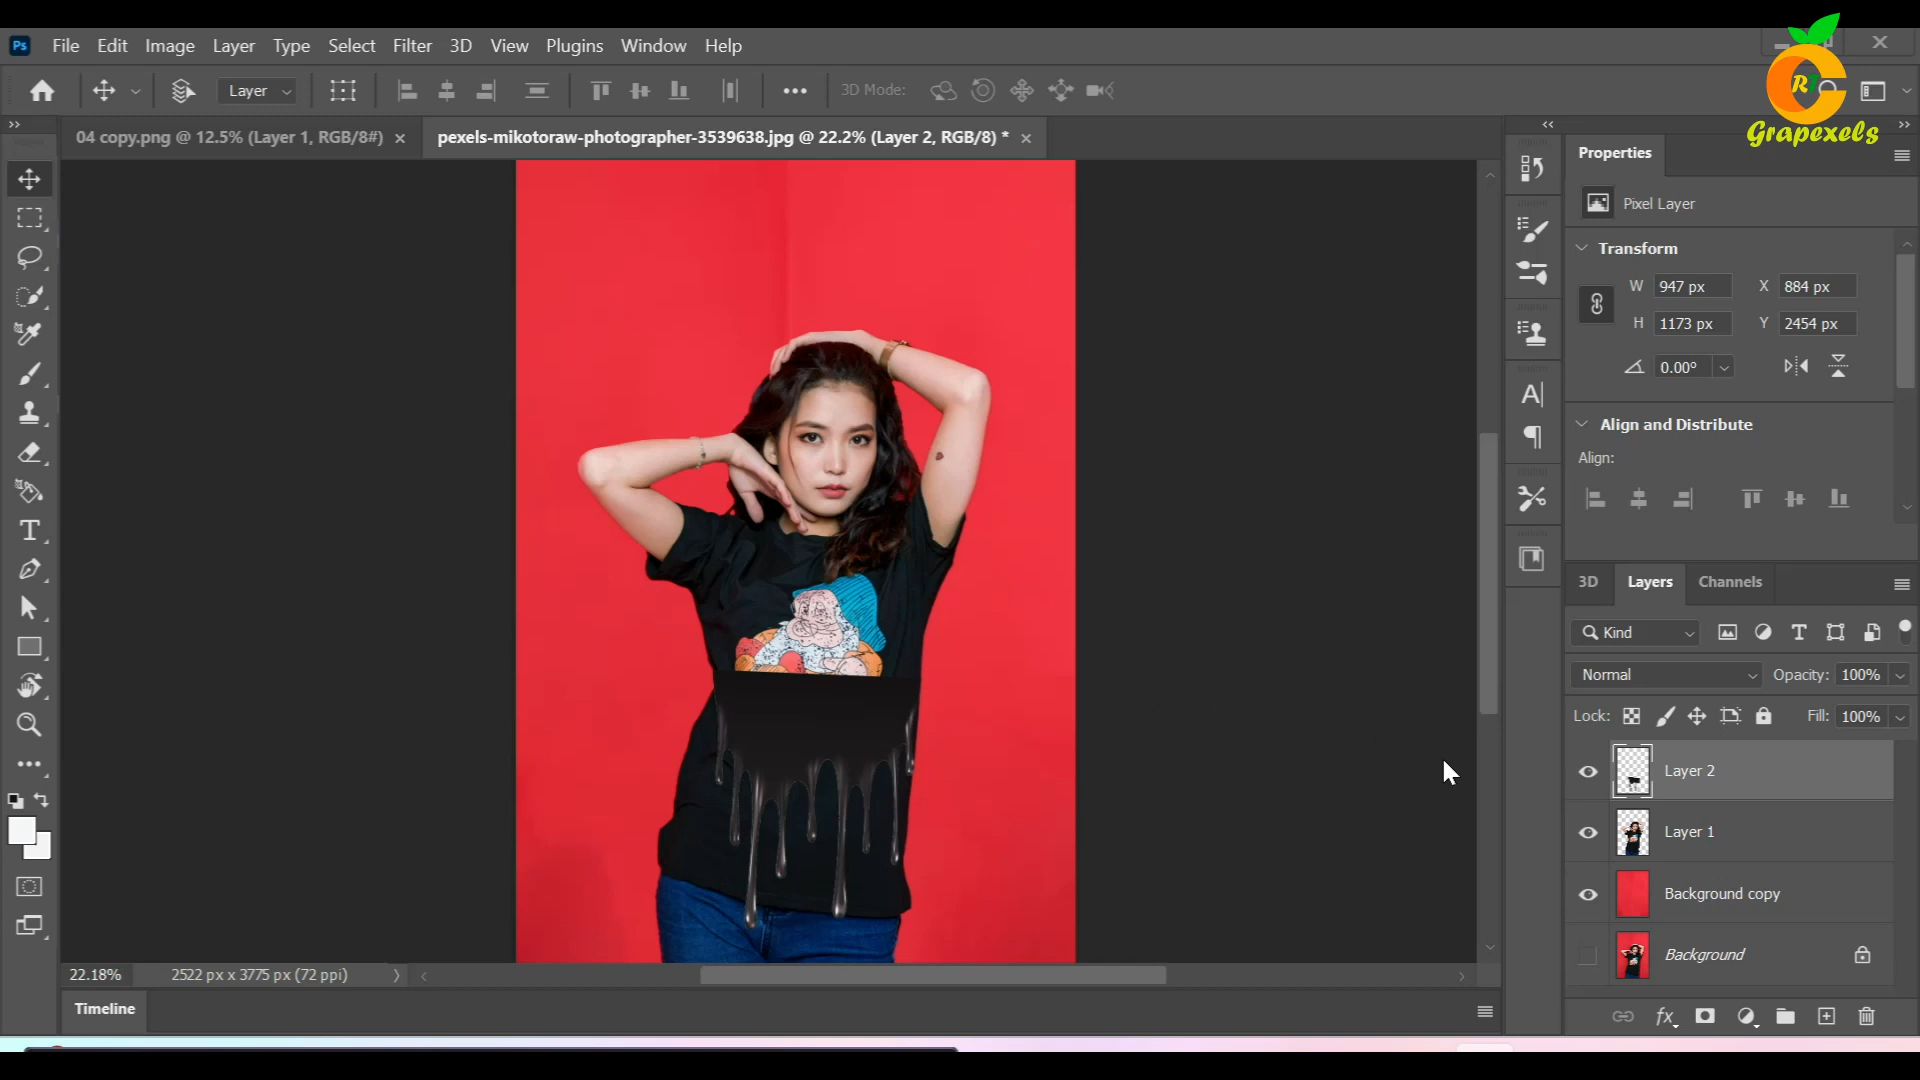 Ps File Edit Image Layer Type Select Filter 3D View Plugins Window Help
Layer 3D Mode: RT
Grapexels
04 copy.png @ 12.5% (Layer 1, RGB/8#) pexels-mikotoraw-photographer-3539638.jpg @ 22.2% (Layer 2, RGB/8) *
Properties
Pixel Layer
Transform
W 947 px X 884 px
H 1173 px Y 2454 px
0.00°
Align and Distribute
Align:
3D Layers Channels
Kind
Normal Opacity: 100%
Lock: Fill: 100%
Layer 2
Layer 1
Background copy
Background
22.18% 2522 px x 3775 px (72 ppi)
Timeline